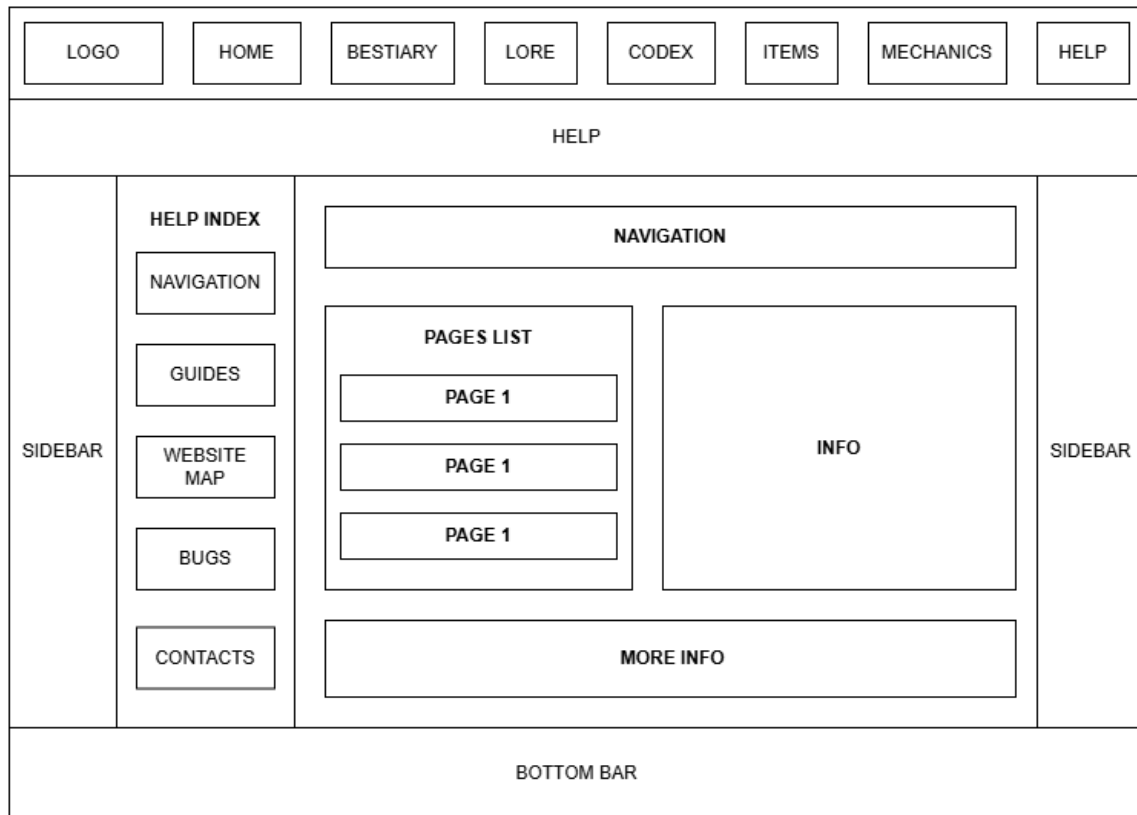 LOGO
HOME
BESTIARY
LORE
CODEX
ITEMS
MECHANICS
HELP
HELP
SIDEBAR
HELP INDEX
NAVIGATION
GUIDES
WEBSITE
MAP
BUGS
CONTACTS
NAVIGATION
PAGES LIST
PAGE 1
PAGE 1
PAGE 1
INFO
MORE INFO
SIDEBAR
BOTTOM BAR